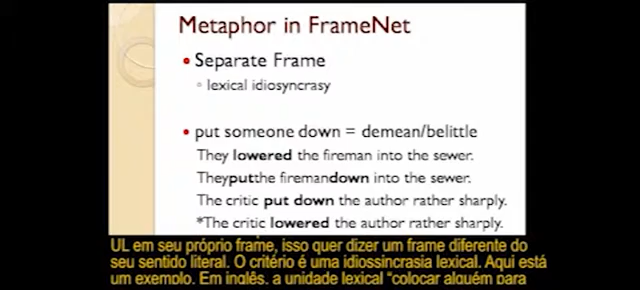 Metaphor in FrameNet
Separate Frame
lexical idiosyncrasy
put someone down = demean/belittle
They lowered the fireman into the sewer.
Theyputthe firemandown into the sewer.
The critic put down the author rather sharply.
*The critic lowered the author rather sharply.
UL em seu próprio frame, isso quer dizer um frame diferente do
seu sentido literal. O critério é uma idiossincrasia lexical. Aqui está
um exemplo. Em inglês, a unidade lexical "colocar alguém para